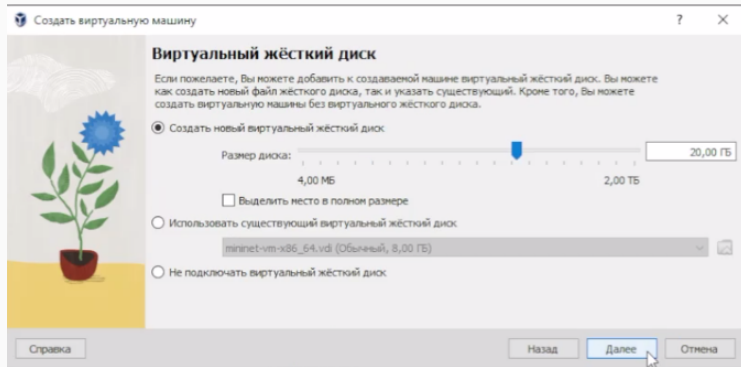 Создать виртуальную машину
Виртуальный жёсткий диск
Если пожелаете, Вы можете добавить к создаваемой машине виртуальный жёсткий диск. Вы можете
как создать новый файл жёсткого диска, так и указать существующий. Кроме того, Вы можете
создать виртуальную машины без виртуального жёсткого диска.
Создать новый виртуальный жёсткий диск
Размер диска:
20,00 ГБ
4,00 МБ
2,00 ТБ
Выделить место в полном размере
Использовать существующий виртуальный жёсткий диск
mininet-vm-x86_64.vdi (Обычный, 8,00 ГБ)
Не подключать виртуальный жёсткий диск
Справка
Назад
Далее
Отмена